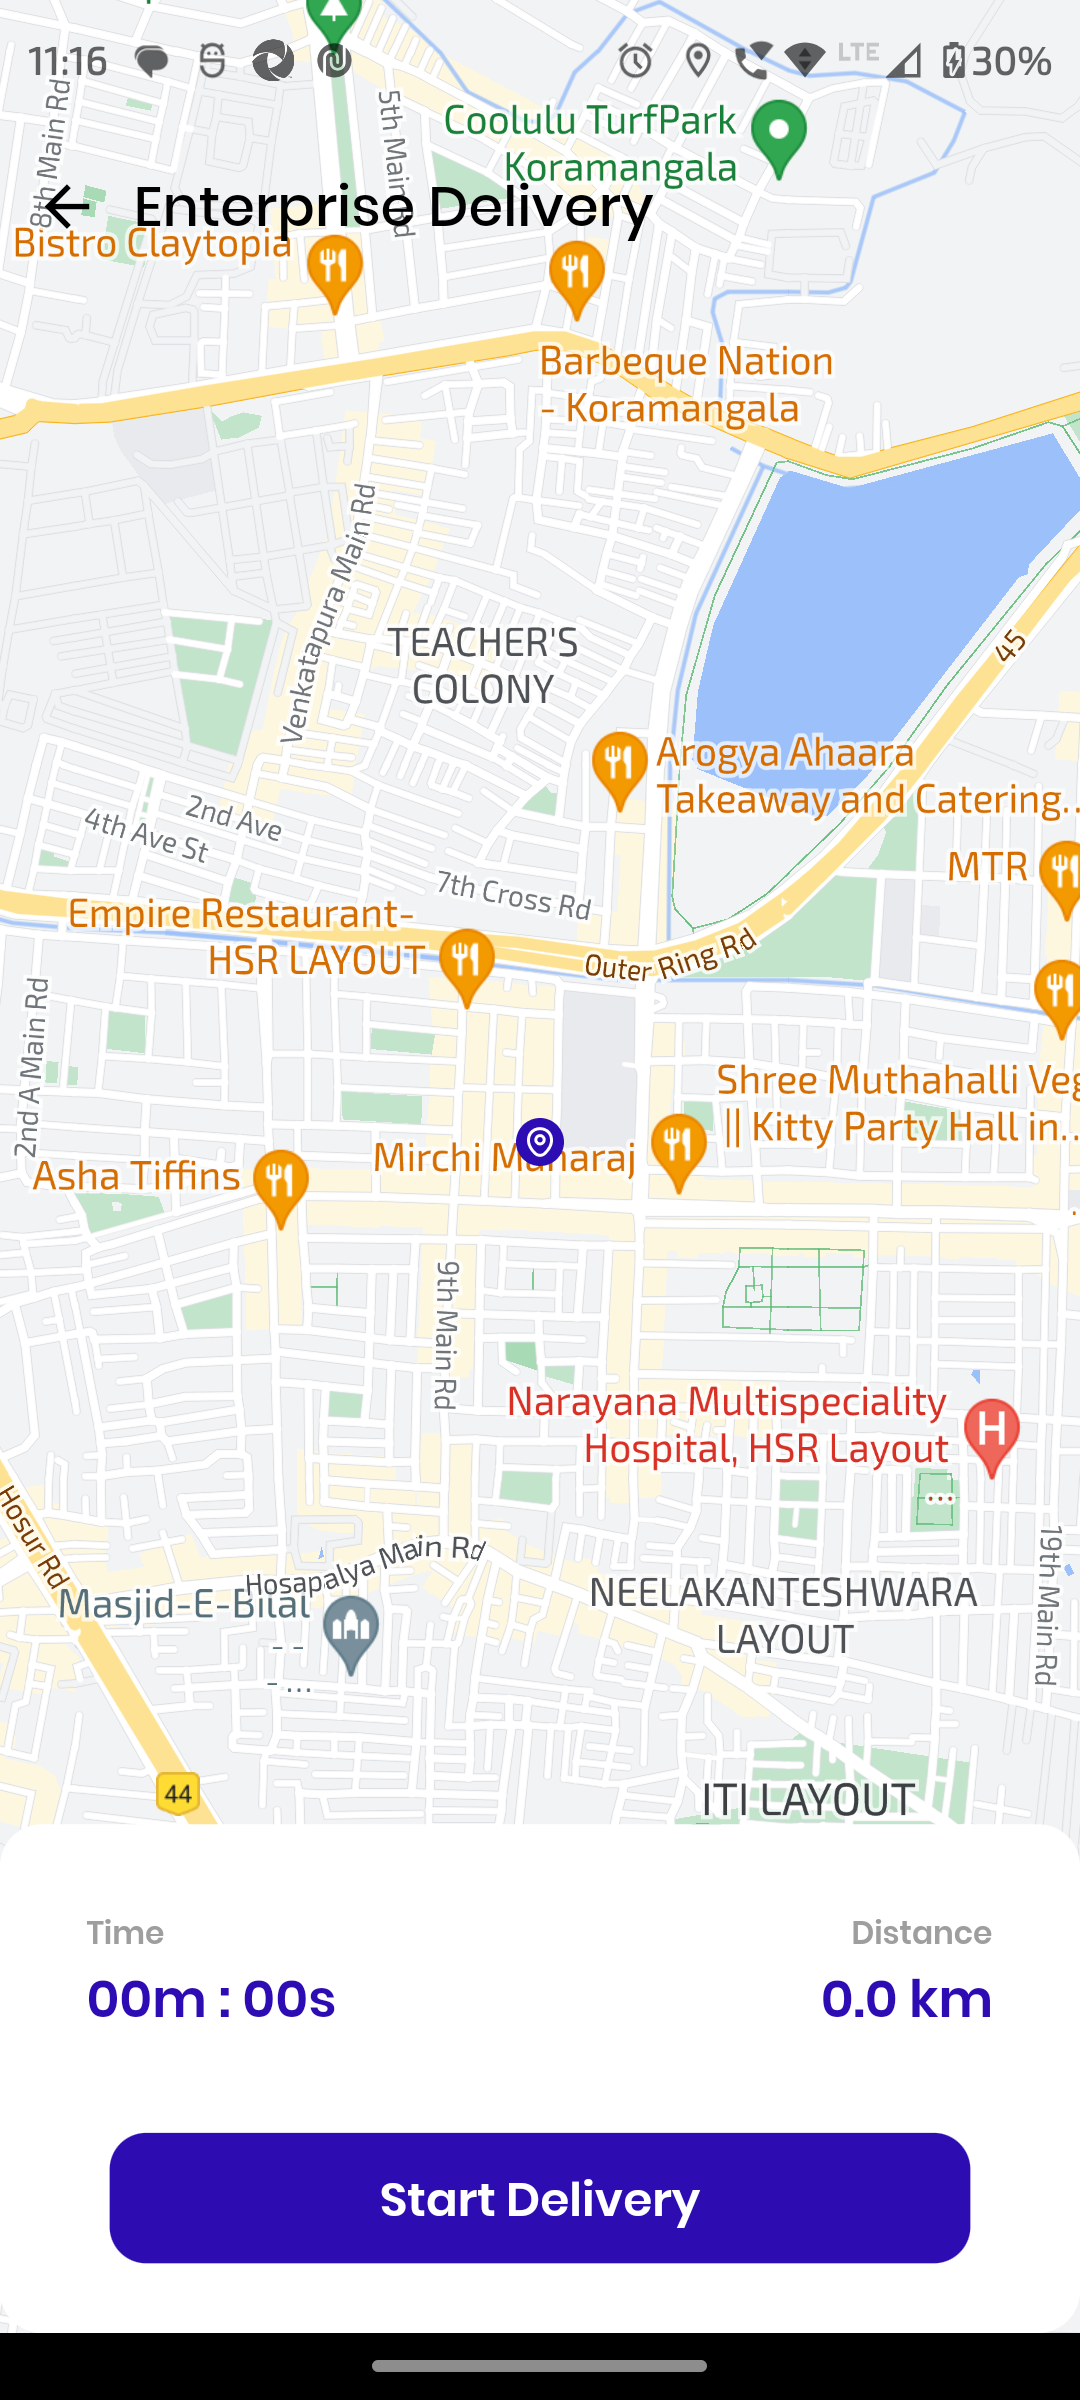 11:16
LTE
30%
8th Main Rd
5th Main Rd
Coolulu TurfPark
Koramangala
Enterprise Delivery
Bistro Claytopia
Barbeque Nation
- Koramangala
Venkatapura Main Rd
TEACHER'S
COLONY
45
Arogya Ahaara
Takeaway and Catering..
2nd Ave
4th Ave St
MTR
7th Cross Rd
Empire Restaurant-
HSR LAYOUT
Outer Ring Rd
2nd A Main Rd
Shree Muthahalli Veg
|| Kitty Party Hall in..
Mirchi M haraj
Asha Tiffins
9th Main Rd
Narayana Multispeciality
Hospital, HSR Layout
H
...
Hosur Rd
Hosapalya Main Rd
Masjid-E-Bilal
- -
- ...
NEELAKANTESHWARA
LAYOUT
19th Main Rd
44
ITI LAYOUT
Time
Distance
00m : 00s
0.0 km
Start Delivery